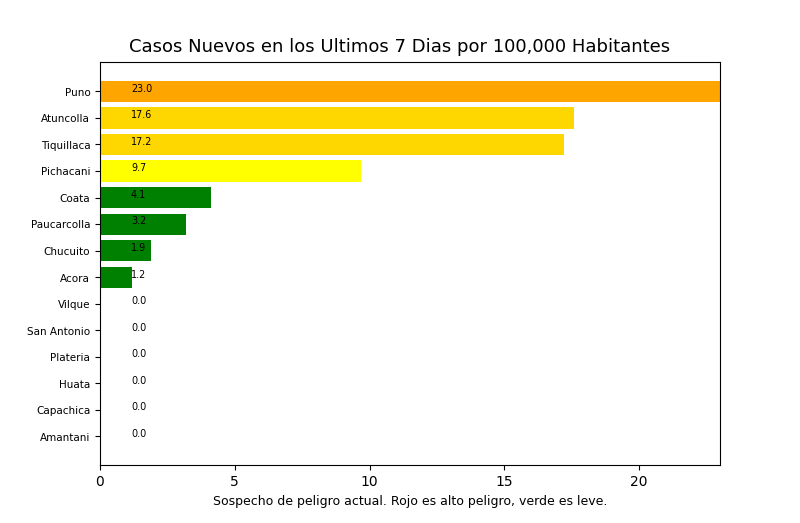 Casos Nuevos en los Ultimos 7 Dias por 100,000 Habitantes
Puno 23.0
Atuncolla 17.6
Tiquillaca 17.2
Pichacani 9.7
Coata 4.1
Paucarcolla 3.2
Chucuito 1.9
Acora 1.2
Vilque 0.0
San Antonio 0.0
Plateria 0.0
Huata 0.0
Capachica 0.0
Amantani 0.0
0 5 10 15 20
Sospecho de peligro actual. Rojo es alto peligro, verde es leve.